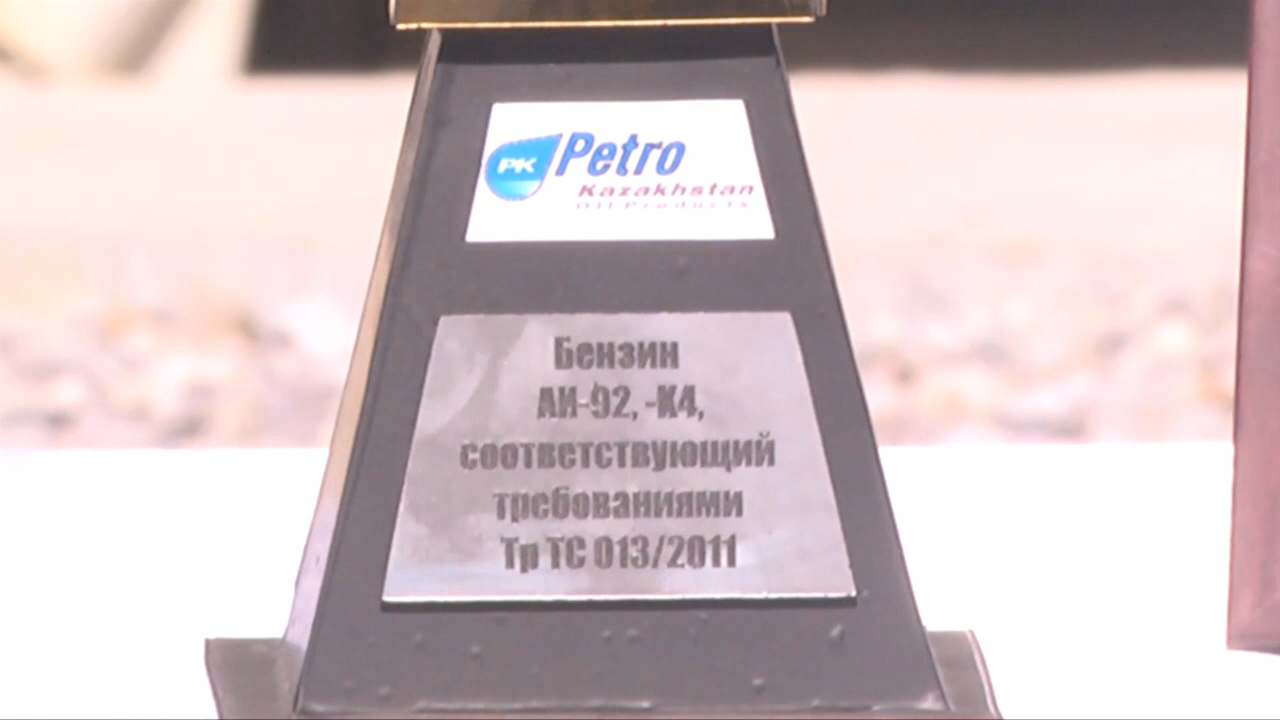 PK Petro
Kazakhstan
Oil Products
Бензин
АИ-92, -К4,
соответствующий
требованиями
Тр ТС 013/2011